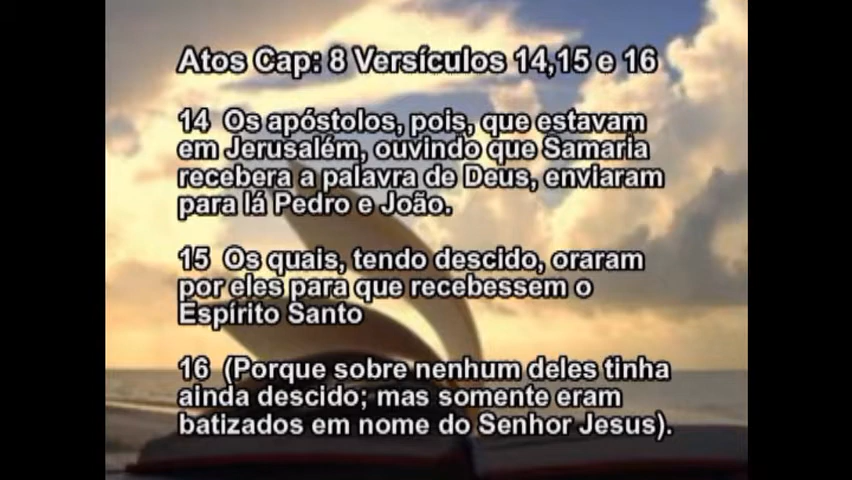 Atos Cap: 8 Versículos 14,15 e 16
14 Os apóstolos, pois, que estavam
em Jerusalém, ouvindo que Samaria
recebera a palavra de Deus, enviaram
para lá Pedro e João.
15 Os quais, tendo descido, oraram
por eles para que recebessem o
Espírito Santo
16 (Porque sobre nenhum deles tinha
ainda descido; mas somente eram
batizados em nome do Senhor Jesus).